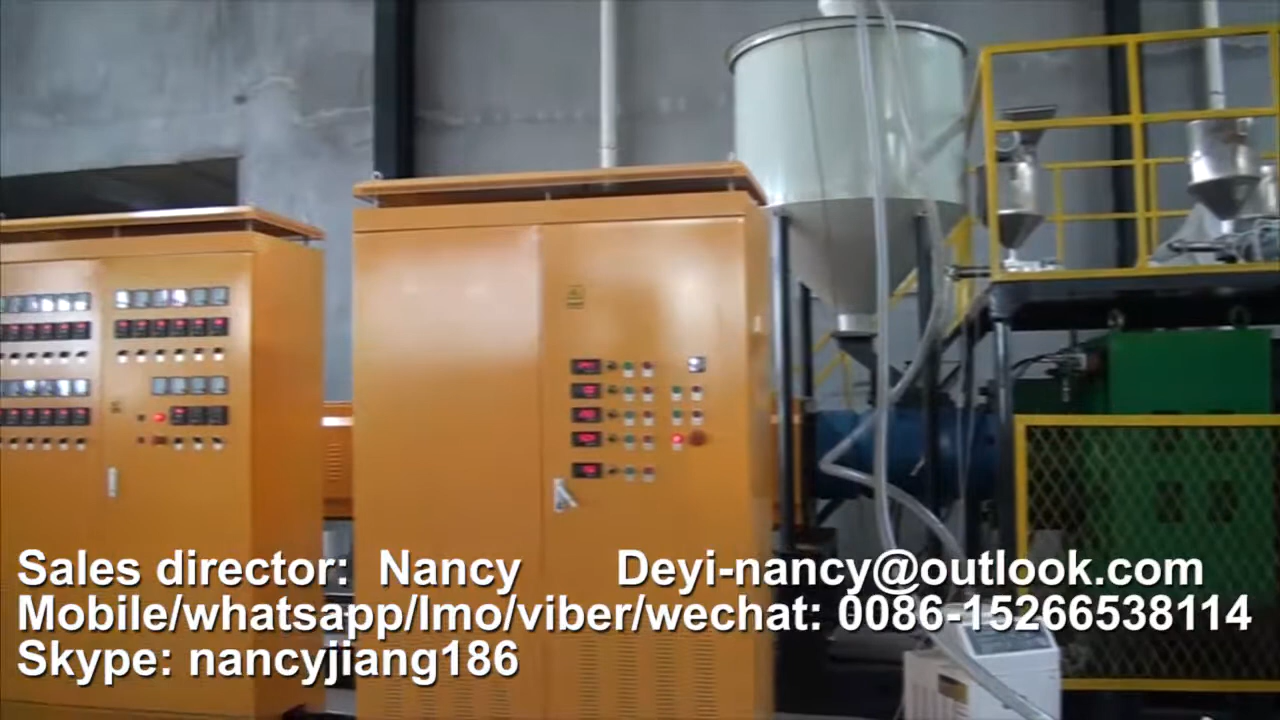 Sales director: Nancy Deyi-nancy@outlook.com
Mobile/whatsapp/Imo/viber/wechat: 0086-15266538114
Skype: nancyjiang186